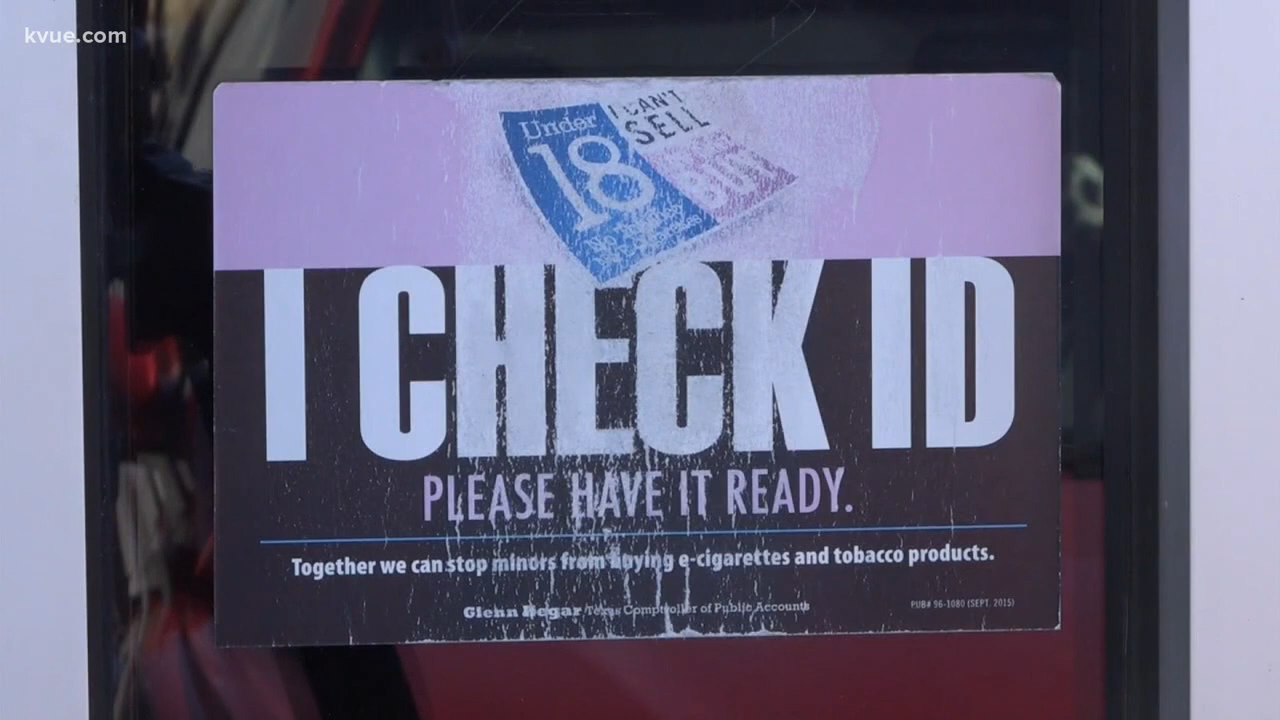 kvue.com
Under
18
I CAN'T
SELL
No
I CHECK ID
PLEASE HAVE IT READY.
Together we can stop minors from buying e-cigarettes and tobacco products.
Glenn Hegar Texas Comptroller of Public Accounts
PUB# 96-1080 (SEPT. 2015)